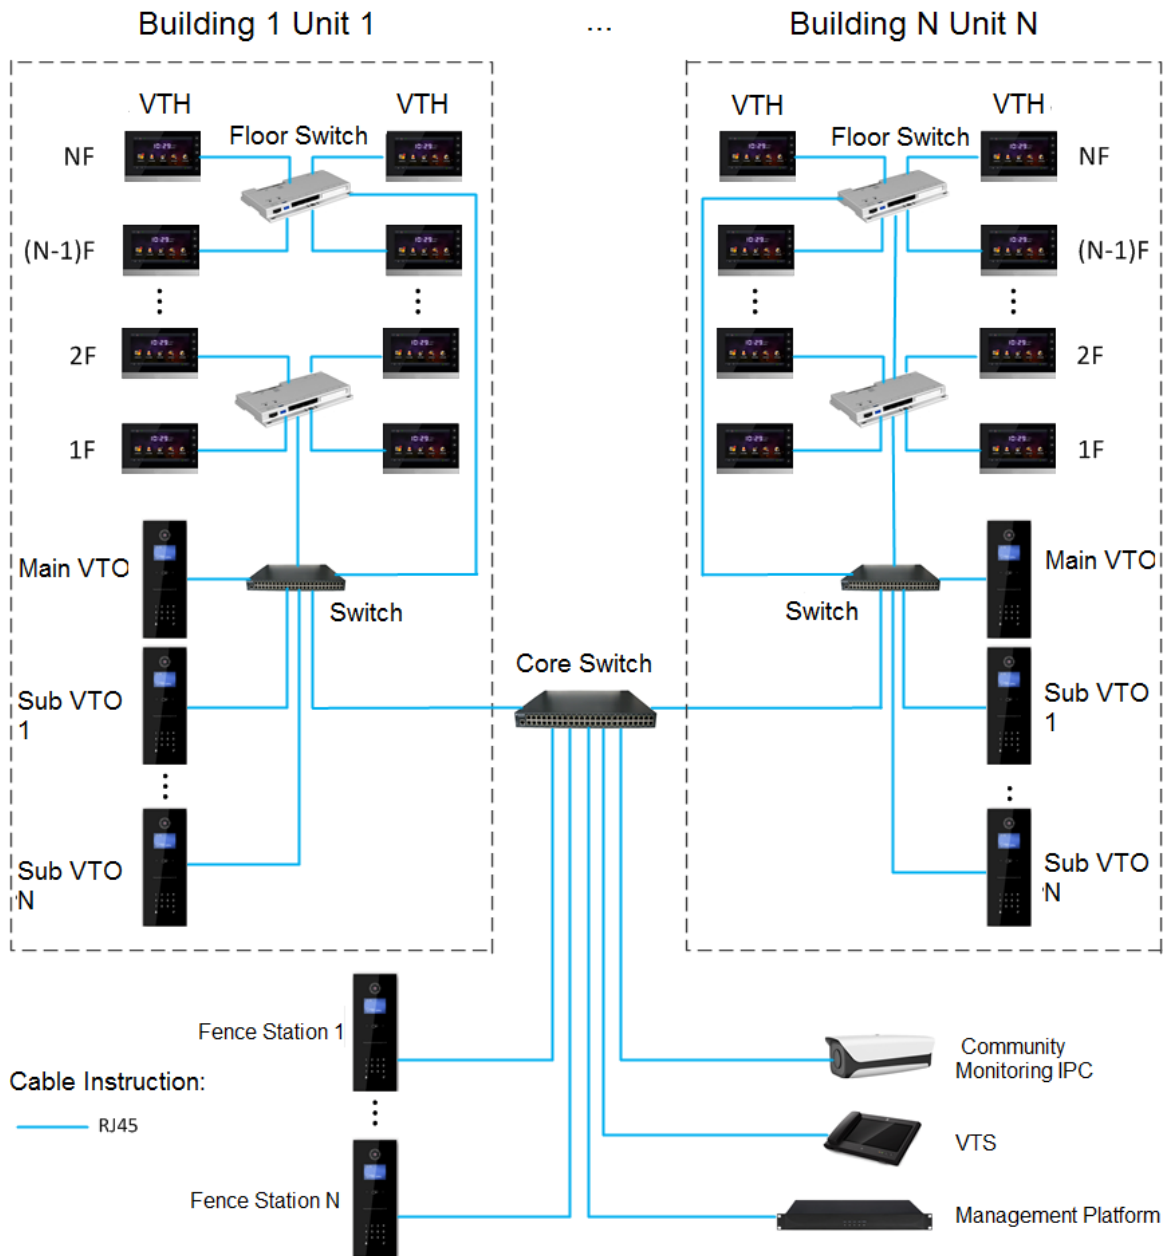 Building 1 Unit 1
...
Building N Unit N
VTH
VTH
Floor Switch
NF
(N-1)F
2F
1F
Main VTO
Switch
Sub VTO
1
Sub VTO
N
VTH
VTH
Floor Switch
NF
(N-1)F
2F
1F
Main VTO
Switch
Sub VTO
1
Sub VTO
N
Core Switch
Fence Station 1
Fence Station N
Cable Instruction:
RJ45
Community
Monitoring IPC
VTS
Management Platform